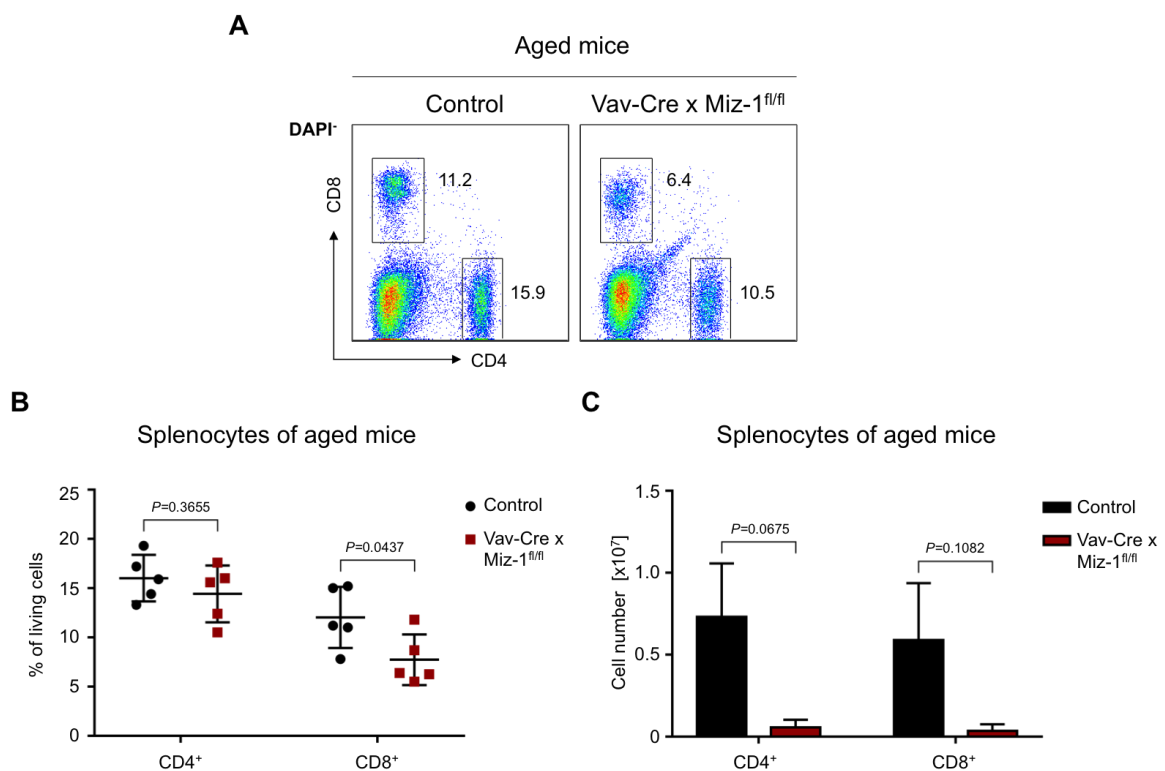 A
Aged mice
Control
Vav-Cre x Miz-1fl/fl
DAPI-
CD8
11.2
15.9
6.4
10.5
CD4
B
Splenocytes of aged mice
% of living cells
25
20
15
10
5
0
P=0.3655
P=0.0437
CD4+
CD8+
Control
Vav-Cre x
Miz-1fl/fl
C
Splenocytes of aged mice
Cell number [x10⁷]
1.5
1.0
0.5
0
P=0.0675
P=0.1082
CD4+
CD8+
Control
Vav-Cre x
Miz-1fl/fl